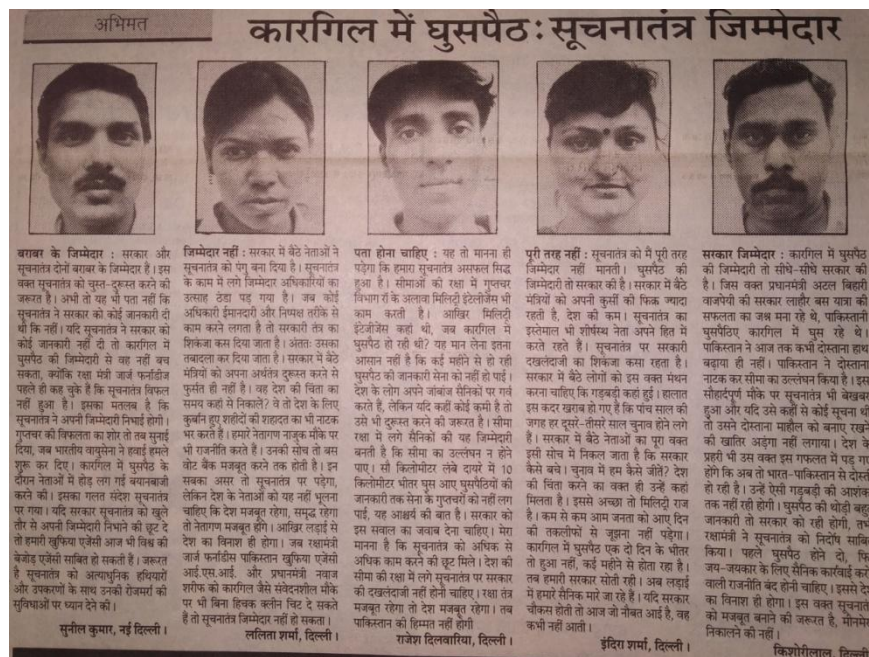 अभिमत
कारगिल में घुसपैठ : सूचनातंत्र जिम्मेदार
बराबर के जिम्मेदार : सरकार और
सूचनातंत्र दोनों बराबर के जिम्मेदार है। इस
वक्त सूचनातंत्र को चुस्त-दुरूस्त करने की
जरूरत है। अभी तो यह भी पता नहीं कि
सूचनातंत्र ने सरकार को कोई जानकारी दी
थी कि नहीं। यदि सूचनातंत्र ने सरकार को
कोई जानकारी नहीं दी तो कारगिल में
घुसपैठ की जिम्मेदारी से वह नहीं बच
सकता, क्योंकि रक्षा मंत्री जार्ज फर्नांडीज
पहले ही कह चुके हैं कि सूचनातंत्र विफल
नहीं हुआ है। इसका मतलब है कि
सूचनातंत्र ने अपनी जिम्मेदारी निभाई होगी।
गुप्तचर की विफलता का शोर तो तब सुनाई
दिया, जब भारतीय वायुसेना ने हवाई हमले
शुरू कर दिए। कारगिल में घुसपैठ के
दौरान नेताओं में होड़ लग गई बयानबाजी
करने की। इसका गलत संदेश सूचनातंत्र
पर गया। यदि सरकार सूचनातंत्र को खुले
तौर से अपनी जिम्मेदारी निभाने की छूट दे
तो हमारी खुफिया एजेंसी आज भी विश्व की
बेजोड़ एजेंसी साबित हो सकती है। जरूरत
है सूचनातंत्र को अत्याधुनिक हथियारों
और उपकरणों के साथ उनकी रोजमर्रा की
सुविधाओं पर ध्यान देने की।
सुनील कुमार, नई दिल्ली।
जिम्मेदार नहीं : सरकार में बैठे नेताओं ने
सूचनातंत्र को पंगु बना दिया है। सूचनातंत्र
के काम में लगे जिम्मेदार अधिकारियों का
उत्साह ठंडा पड़ गया है। जब कोई
अधिकारी ईमानदारी और निष्पक्ष तरीके से
काम करने लगता है तो सरकारी तंत्र का
शिकंजा कस दिया जाता है। अंततः उसका
तबादला कर दिया जाता है। सरकार में बैठे
मंत्रियों को अपना अर्थतंत्र दुरूस्त करने से
फुर्सत ही नहीं है। वह देश की चिंता का
समय कहां से निकालें? वे तो देश के लिए
कुर्बान हुए शहीदों की शहादत का भी नाटक
भर करते हैं। हमारे नेतागण नाजुक मौके पर
भी राजनीति करते हैं। उनकी सोच तो बस
वोट बैंक मजबूत करने तक होती है। इन
सबका असर तो सूचनातंत्र पर पड़ेगा,
लेकिन देश के नेताओं को यह नहीं भूलना
चाहिए कि देश मजबूत रहेगा, समृद्ध रहेगा
तो नेतागण मजबूत होंगे। आखिर लड़ाई से
देश का विनाश ही होगा। जब रक्षामंत्री
जार्ज फर्नांडिस पाकिस्तान खुफिया एजेंसी
आई.एस.आई. और प्रधानमंत्री नवाज
शरीफ को कारगिल जैसे संवेदनशील मौके
पर भी बिना हिचक क्लीन चिट दे सकते
है तो सूचनातंत्र जिम्मेदार नहीं हो सकता।
ललिता शर्मा, दिल्ली।
पता होना चाहिए : यह तो मानना ही
पड़ेगा कि हमारा सूचनातंत्र असफल सिद्ध
हुआ है। सीमाओं की रक्षा में गुप्तचर
विभाग रॉ के अलावा मिलिट्री इंटेलीजेंस भी
काम करती है। आखिर मिलिट्री
इंटेजीजेंस कहां थी, जब कारगिल में
घुसपैठ हो रही थी? यह मान लेना इतना
आसान नहीं है कि कई महीने से हो रही
घुसपैठ की जानकारी सेना को नहीं हो पाई।
देश के लोग अपने जांबाज सैनिकों पर गर्व
करते हैं, लेकिन यदि कहीं कोई कमी है तो
उसे भी दुरूस्त करने की जरूरत है। सीमा
रक्षा में लगे सैनिकों की यह जिम्मेदारी
बनती है कि सीमा का उल्लंघन न होने
पाए। सौ किलोमीटर लंबे दायरे में 10
किलोमीटर भीतर घुस आए घुसपैठियों की
जानकारी तक सेना के गुप्तचरों को नहीं लग
पाई, यह आश्चर्य की बात है। सरकार को
इस सवाल का जवाब देना चाहिए। मेरा
मानना है कि सूचनातंत्र को अधिक से
अधिक काम करने की छूट मिले। देश की
सीमा की रक्षा में लगे सूचनातंत्र पर सरकार
की दखलंदाजी नहीं होनी चाहिए। रक्षा तंत्र
मजबूत रहेगा तो देश मजबूत रहेगा। तब
पाकिस्तान की हिम्मत नहीं होगी
राजेश दिलवारिया, दिल्ली।
पूरी तरह नहीं : सूचनातंत्र को मैं पूरी तरह
जिम्मेदार नहीं मानती। घुसपैठ की
जिम्मेदारी तो सरकार की है। सरकार में बैठे
मंत्रियों को अपनी कुर्सी की फिक्र ज्यादा
रहती है, देश की कम। सूचनातंत्र का
इस्तेमाल भी शीर्षस्थ नेता अपने हित में
करते रहते हैं। सूचनातंत्र पर सरकारी
दखलंदाजी का शिकंजा कसा रहता है।
सरकार में बैठे लोगों को इस वक्त मंथन
करना चाहिए कि गड़बड़ी कहां हुई। हालात
इस कदर खराब हो गए हैं कि पांच साल की
जगह हर दूसरे-तीसरे साल चुनाव होने लगे
हैं। सरकार में बैठे नेताओं का पूरा वक्त
इसी सोच में निकल जाता है कि सरकार
कैसे बचे। चुनाव में हम कैसे जीतें? देश
की चिंता करने का वक्त ही उन्हें कहां
मिलता है। इससे अच्छा तो मिलिट्री राज
है। कम से कम आम जनता को आए दिन
की तकलीफों से जूझना नहीं पड़ेगा।
कारगिल में घुसपैठ एक दो दिन के भीतर
तो हुआ नहीं, कई महीने से होता रहा है।
तब हमारी सरकार सोती रही। अब लड़ाई
में हमारे सैनिक मारे जा रहे हैं। यदि सरकार
चौकस होती तो आज जो नौबत आई है, वह
कभी नहीं आती।
इंदिरा शर्मा, दिल्ली।
सरकार जिम्मेदार : कारगिल में घुसपैठ
की जिम्मेदारी तो सीधे-सीधे सरकार की
है। जिस वक्त प्रधानमंत्री अटल बिहारी
वाजपेयी की सरकार लाहौर बस यात्रा की
सफलता का जश्न मना रहे थे, पाकिस्तानी
घुसपैठिए कारगिल में घुस रहे थे।
पाकिस्तान ने आज तक कभी दोस्ताना हाथ
बढ़ाया ही नहीं। पाकिस्तान ने दोस्ताना
नाटक कर सीमा का उल्लंघन किया है। इस
सौहार्दपूर्ण मौके पर सूचनातंत्र भी बेखबर
हुआ और यदि उसे कहीं से कोई सूचना थी
तो उसने दोस्ताना माहौल को बनाए रखने
की खातिर अड़ंगा नहीं लगाया। देश के
प्रहरी भी उस वक्त इस गफलत में पड़ गए
होंगे कि अब तो भारत-पाकिस्तान से दोस्ती
हो रही है। उन्हें ऐसी गड़बड़ी की आशंका
तक नहीं रही होगी। घुसपैठ की थोड़ी बहुत
जानकारी तो सरकार को रही होगी, तभी
रक्षामंत्री ने सूचनातंत्र को निर्दोष साबित
किया। पहले घुसपैठ होने दो, फिर
जय-जयकार के लिए सैनिक कार्रवाई करने
वाली राजनीति बंद होनी चाहिए। इससे देश
का विनाश ही होगा। इस वक्त सूचनातंत्र
को मजबूत बनाने की जरूरत है, मीनमेख
निकालने की नहीं।
किशोरीलाल, दिल्ली